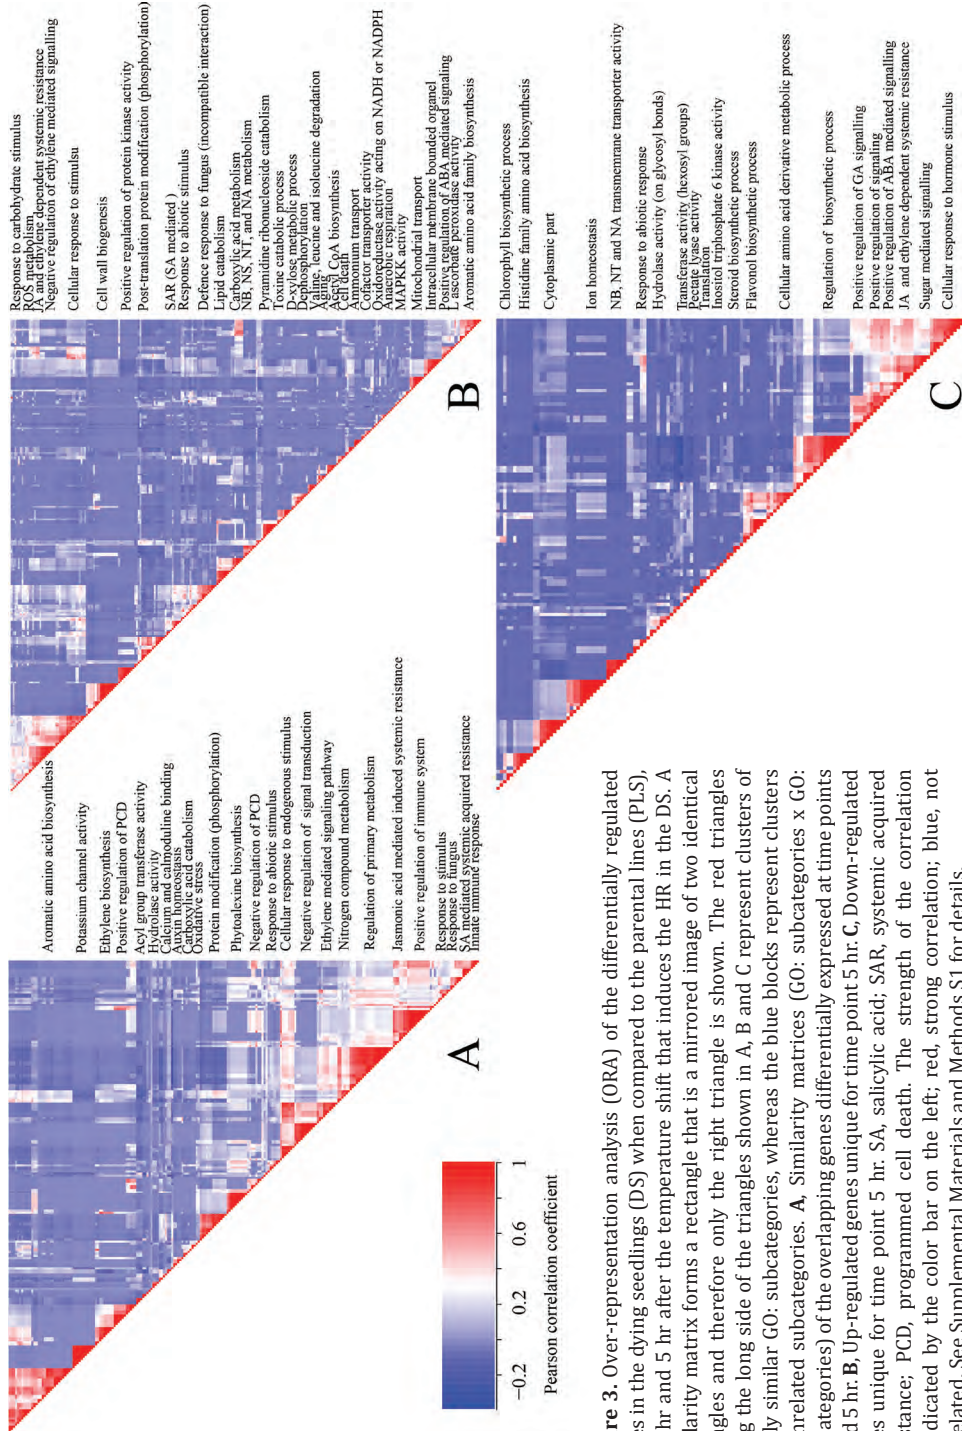 Aromatic amino acid biosynthesis
Potassium channel activity
Ethylene biosynthesis
Positive regulation of PCD
Acyl group transferase activity
Hydrolase activity
Calcium and calmoduline binding
Auxin homeostasis
Carboxylic acid catabolism
Oxidative stress
Protein modification (phosphorylation)
Phytoalexine biosynthesis
Negative regulation of PCD
Response to abiotic stimulus
Cellular response to endogenous stimulus
Negative regulation of signal transduction
Ethylene mediated signaling pathway
Nitrogen compound metabolism
Regulation of primary metabolism
Jasmonic acid mediated induced systemic resistance
Positive regulation of immune system
Response to stimulus
Response to fungus
SA mediated systemic acquired resistance
Innate immune response
A
−0.2 0.2 0.6 1
Pearson correlation coefficient
Response to carbohydrate stimulus
ROS metabolism
JA and ethylene dependent systemic resistance
Negative regulation of ethylene mediated signalling
Cellular response to stimulsu
Cell wall biogenesis
Positive regulation of protein kinase activity
Post-translation protein modification (phosphorylation)
SAR (SA mediated )
Response to abiotic stimulus
Defence response to fungus (incompatible interaction)
Lipid catabolism
Carboxylic acid metabolism
NB, NS, NT, and NA metabolism
Pyramidine ribonucleoside catabolism
Toxine catabolic process
D-xylose metabolic process
Dephosphorylation
Valine, leucine and isoleucine degradation
Aging
Acetyl CoA biosynthesis
Cell death
Ammonum transport
Cofactor transporter activity
Oxidoreductase activity acting on NADH or NADPH
Anaerobic respiration
MAPKK activity
Mitochondrial transport
Intracellular membrane bounded organel
Positive regulation of ABA mediated signaling
L ascorbate peroxidase activity
Aromatic amino acid family biosynthesis
B
Chlorophyll biosynthetic process
Histidine family amino acid biosynthesis
Cytoplasmic part
Ion homeostasis
NB, NT and NA transmembrane transporter activity
Response to abiotic response
Hydrolase activity (on glycosyl bonds)
Transferase activity (hexosyl groups)
Pectate lyase activity
Translation
Inositol triphosphate 6 kinase activity
Steroid biosynthetic process
Flavonol biosynthetic process
Cellular amino acid derivative metabolic process
Regulation of biosynthetic process
Positive regulation of GA signalling
Positive regulation of signaling
Positive regulation of ABA mediated signalling
JA and ethylene dependent systemic resistance
Sugar mediated signalling
Cellular response to hormone stimulus
C
re 3. Over-representation analysis (ORA) of the differentially regulated
es in the dying seedlings (DS) when compared to the parental lines (PLS),
hr and 5 hr after the temperature shift that induces the HR in the DS. A
larity matrix forms a rectangle that is a mirrored image of two identical
ngles and therefore only the right triangle is shown. The red triangles
g the long side of the triangles shown in A, B and C represent clusters of
ly similar GO: subcategories, whereas the blue blocks represent clusters
nrelated subcategories. A, Similarity matrices (GO: subcategories x GO:
ategories) of the overlapping genes differentially expressed at time points
d 5 hr. B, Up-regulated genes unique for time point 5 hr. C, Down-regulated
es unique for time point 5 hr. SA, salicylic acid; SAR, systemic acquired
stance; PCD, programmed cell death. The strength of the correlation
dicated by the color bar on the left; red, strong correlation; blue, not
elated. See Supplemental Materials and Methods S1 for details.